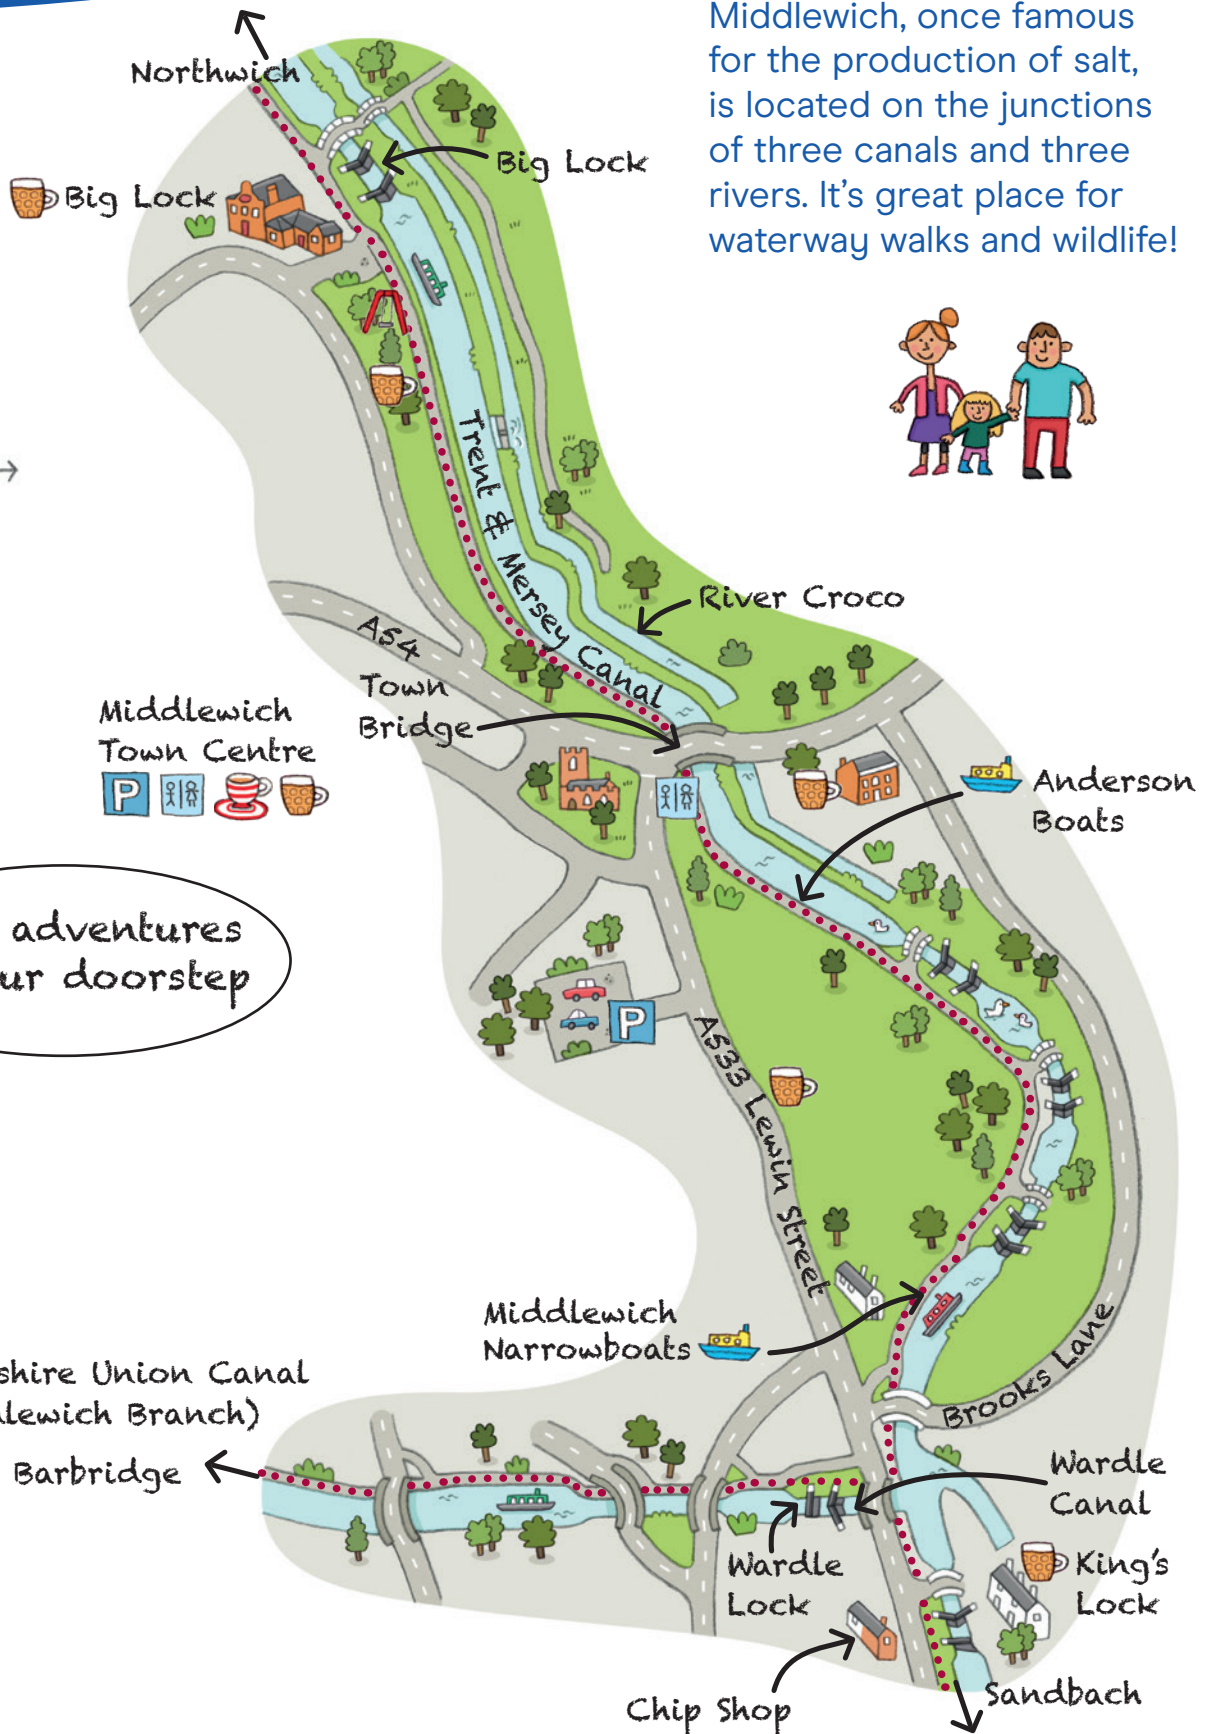 Middlewich, once famous
for the production of salt,
is located on the junctions
of three canals and three
rivers. It's great place for
waterway walks and wildlife!
Northwich
Big Lock
Big Lock
Trent & Mersey Canal
River Croco
A54
Town
Bridge
Middlewich
Town Centre
P
Anderson
Boats
adventures
ur doorstep
P
A533 Lewin Street
Middlewich
Narrowboats
Brooks Lane
shire Union Canal
lewich Branch)
Barbridge
Wardle
Canal
Wardle
Lock
King's
Lock
Chip Shop
Sandbach